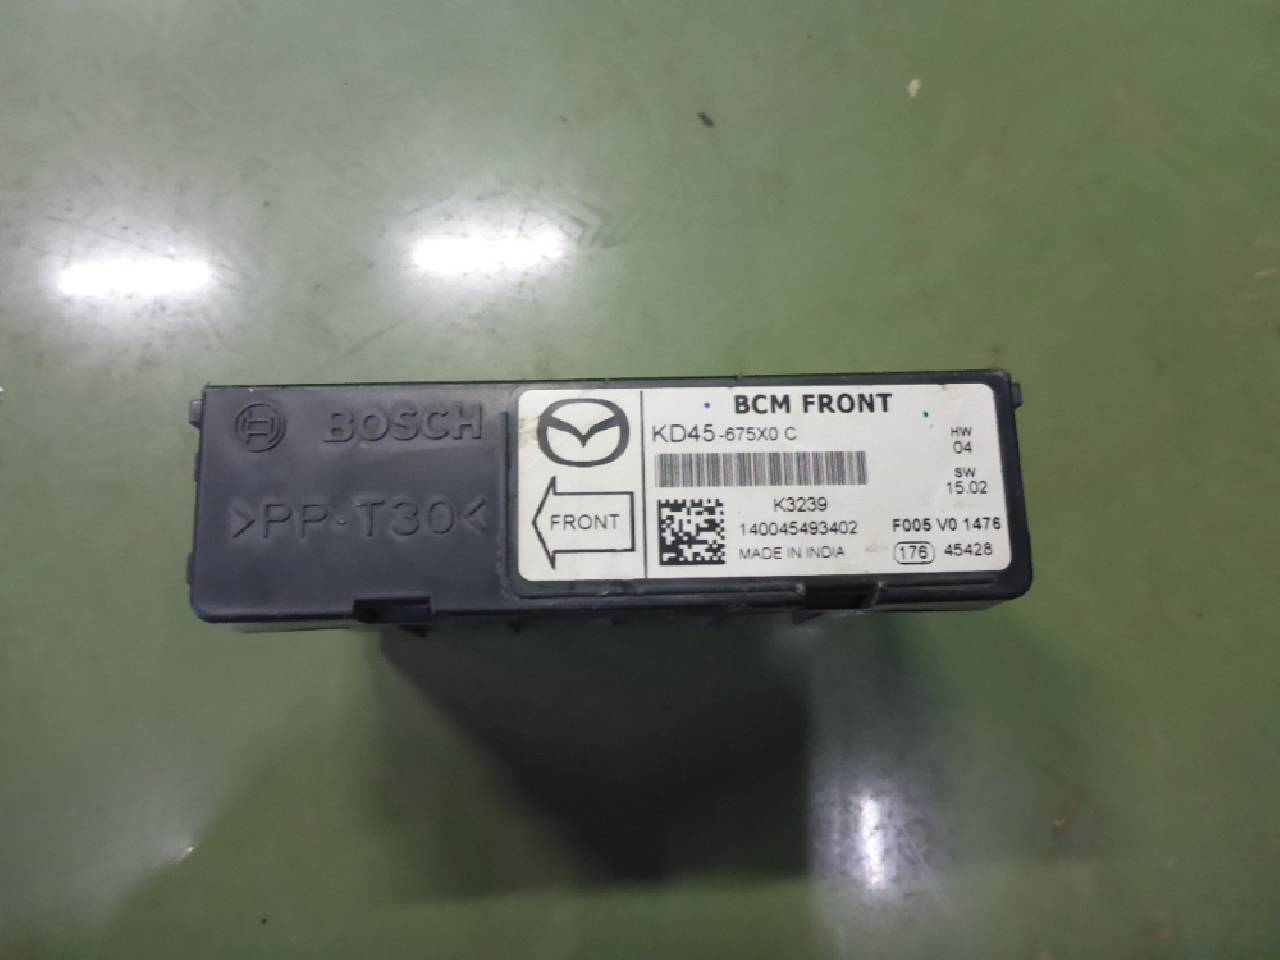 BOSCH
>PP-T30<
FRONT
BCM FRONT
KD45-675X0 C
K3239
140045493402
MADE IN INDIA
HW
04
SW
15.02
F005 V0 1476
176 45428